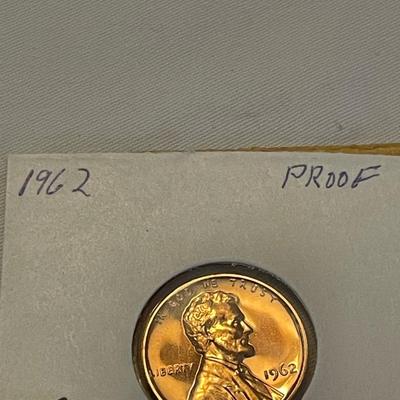 1962 PROOF
IN GOD WE TRUST
LIBERTY 1962